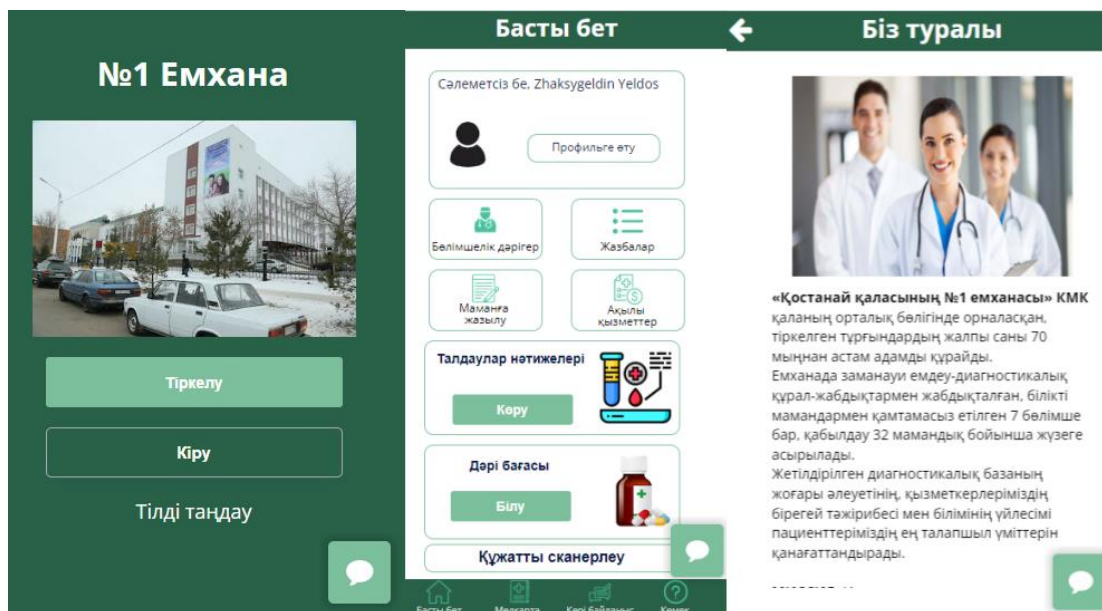 №1 Емхана
Тіркелу
Кіру
Тілді таңдау
Басты бет
Сәлеметсіз бе, Zhaksygeldin Yeldos
Профильге өту
Бөлімшелік дәрігер
Жазбалар
Маманға
жазылу
Ақылы
қызметтер
Талдаулар нәтижелері
Көру
Дәрі бағасы
Білу
Құжатты сканерлеу
Басты бет
Медкарта
Кері байланыс
Көмек
Біз туралы
«Қостанай қаласының №1 емханасы» КМК
қаланың орталық бөлігінде орналасқан,
тіркелген тұрғындардың жалпы саны 70
мыңнан астам адамды құрайды.
Емханада заманауи емдеу-диагностикалық
құрал-жабдықтармен жабдықталған, білікті
мамандармен қамтамасыз етілген 7 бөлімше
бар, қабылдау 32 мамандық бойынша жүзеге
асырылады.
Жетілдірілген диагностикалық базаның
жоғары әлеуетінің, қызметкерлеріміздің
бірегей тәжірибесі мен білімінің үйлесімі
пациенттеріміздің ең талапшыл үміттерін
қанағаттандырады.